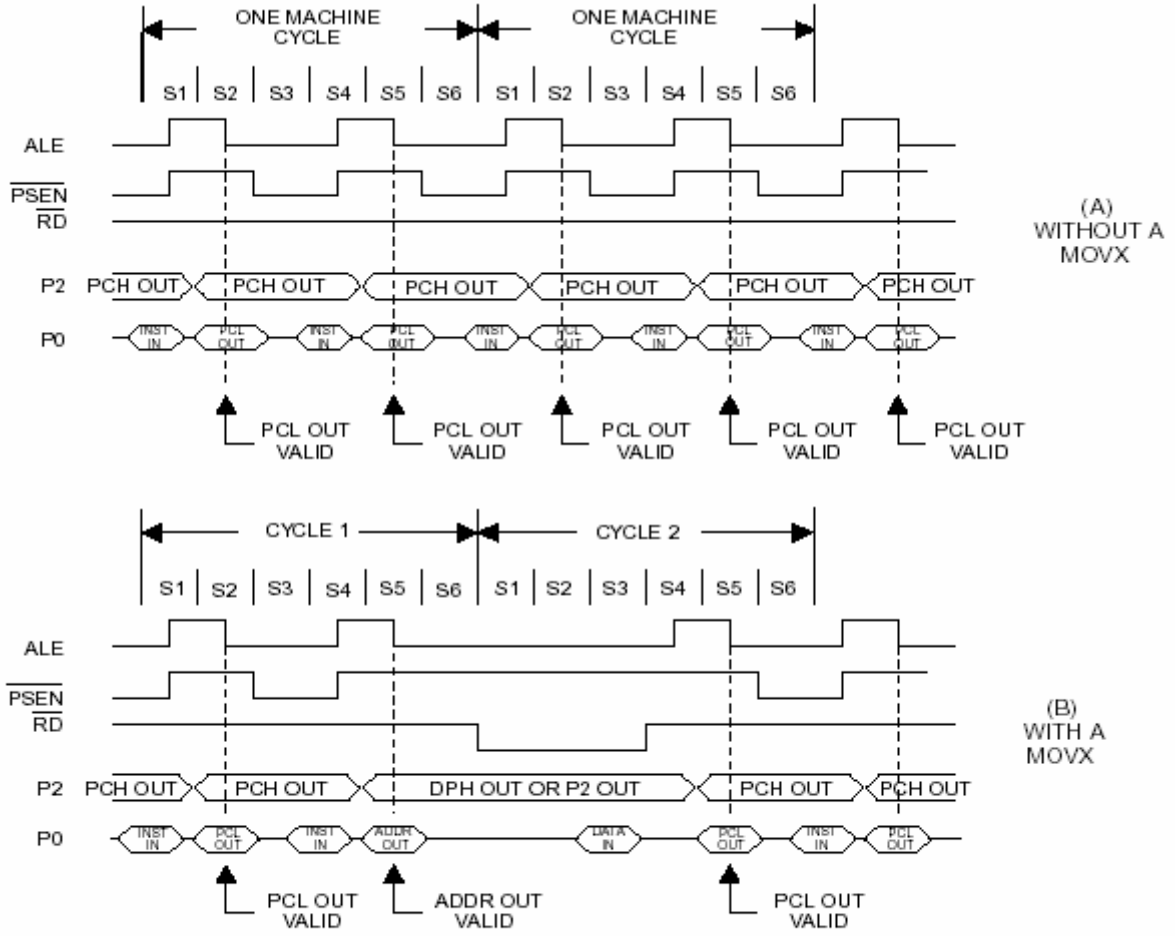 ONE MACHINE CYCLE ONE MACHINE CYCLE
S1 S2 S3 S4 S5 S6 S1 S2 S3 S4 S5 S6
ALE
PSEN
RD
P2 PCH OUT PCH OUT PCH OUT PCH OUT PCH OUT PCH OUT
P0 INST IN PCL OUT INST IN PCL OUT INST IN PCL OUT INST IN PCL OUT INST IN PCL OUT
PCL OUT VALID PCL OUT VALID PCL OUT VALID PCL OUT VALID PCL OUT VALID
(A)
WITHOUT A
MOVX
CYCLE 1 CYCLE 2
S1 S2 S3 S4 S5 S6 S1 S2 S3 S4 S5 S6
ALE
PSEN
RD
P2 PCH OUT PCH OUT DPH OUT OR P2 OUT PCH OUT PCH OUT
P0 INST IN PCL OUT INST IN ADDR OUT DATA IN PCL OUT INST IN PCL OUT
PCL OUT VALID ADDR OUT VALID PCL OUT VALID
(B)
WITH A
MOVX